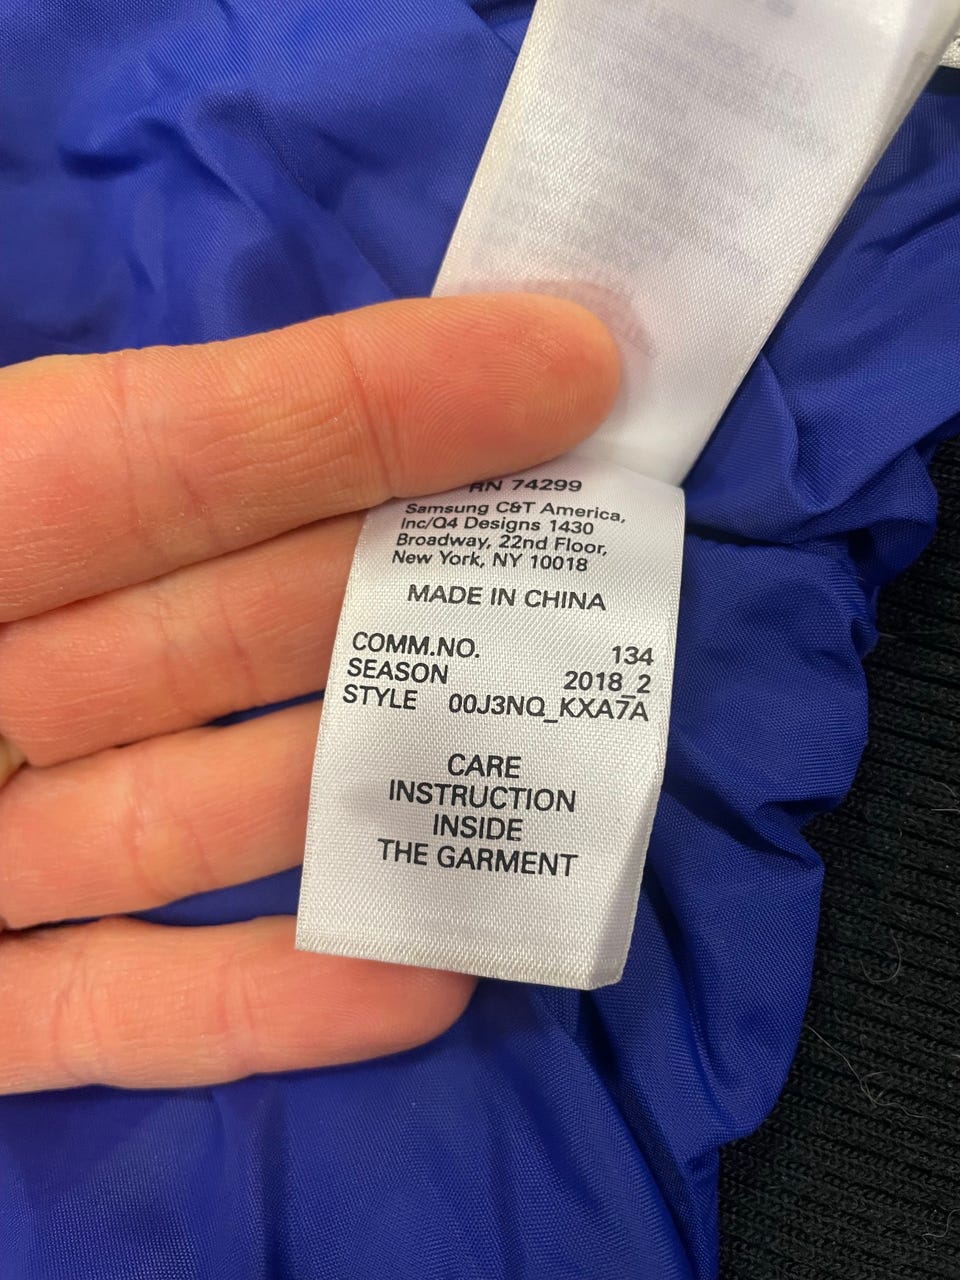 RN 74299
Samsung C&T America,
Inc/Q4 Designs 1430
Broadway, 22nd Floor,
New York, NY 10018
MADE IN CHINA
COMM.NO. 134
SEASON 2018_2
STYLE 00J3NQ_KXA7A
CARE
INSTRUCTION
INSIDE
THE GARMENT